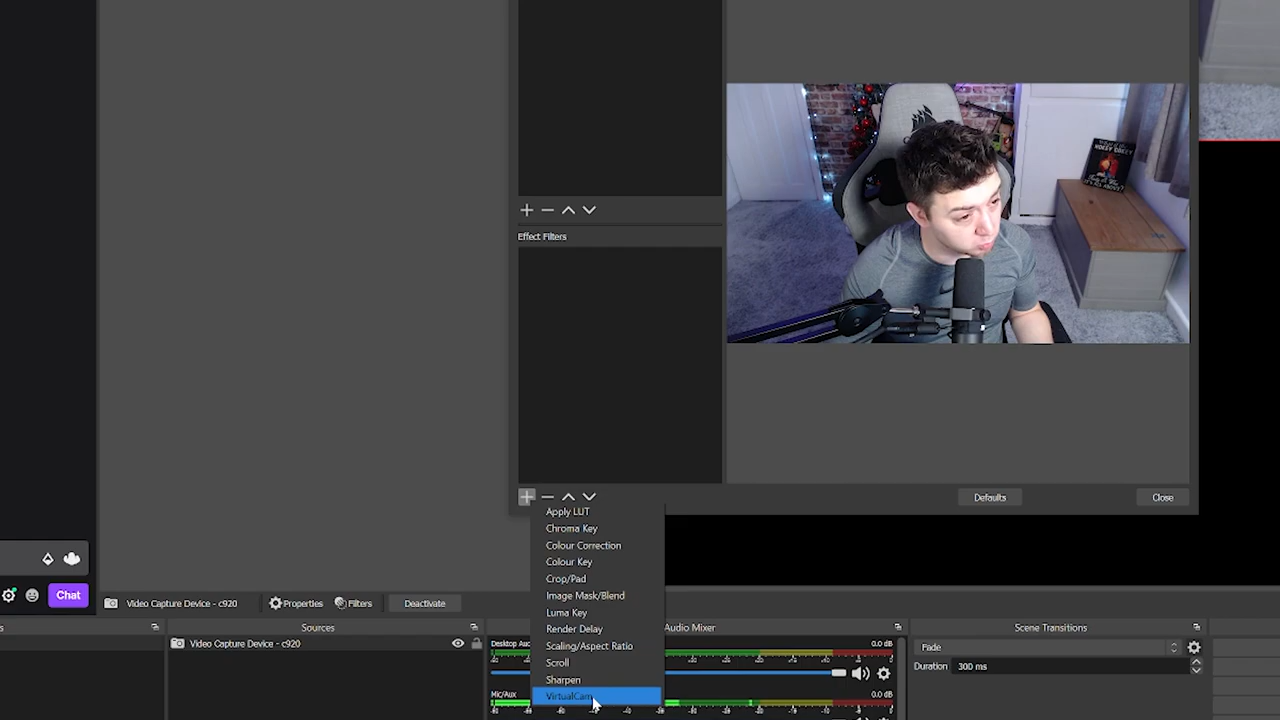 Effect Filters
Defaults
Close
Apply LUT
Chroma Key
Colour Correction
Colour Key
Crop/Pad
Image Mask/Blend
Luma Key
Render Delay
Scaling/Aspect Ratio
Scroll
Sharpen
VirtualCam
Chat
Video Capture Device - c920
Properties
Filters
Deactivate
Sources
Audio Mixer
Scene Transitions
Video Capture Device - c920
Desktop Au
0.0 dB
Fade
Duration
300 ms
Mic/Aux
0.0 dB